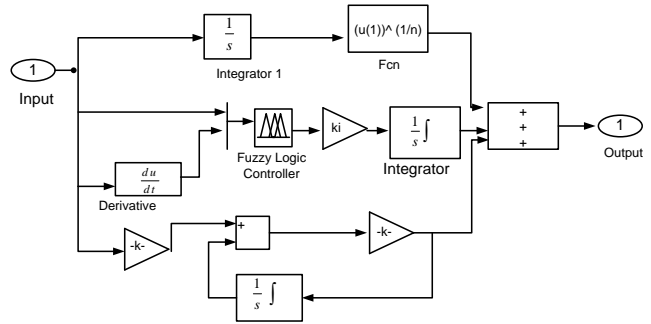 1
s
Integrator 1
(u(1))^ (1/n)
Fcn
1
Input
Fuzzy Logic
Controller
ki
1
s ∫
Integrator
+
+
+
1
Output
du
dt
Derivative
-k-
+
-k-
1
s ∫